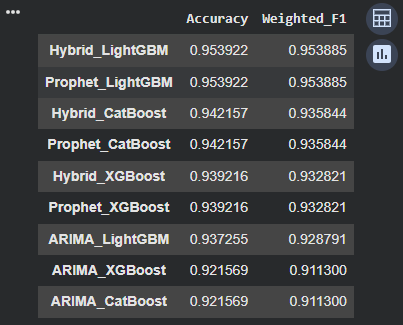 Accuracy Weighted_F1
Hybrid_LightGBM 0.953922 0.953885
Prophet_LightGBM 0.953922 0.953885
Hybrid_CatBoost 0.942157 0.935844
Prophet_CatBoost 0.942157 0.935844
Hybrid_XGBoost 0.939216 0.932821
Prophet_XGBoost 0.939216 0.932821
ARIMA_LightGBM 0.937255 0.928791
ARIMA_XGBoost 0.921569 0.911300
ARIMA_CatBoost 0.921569 0.911300